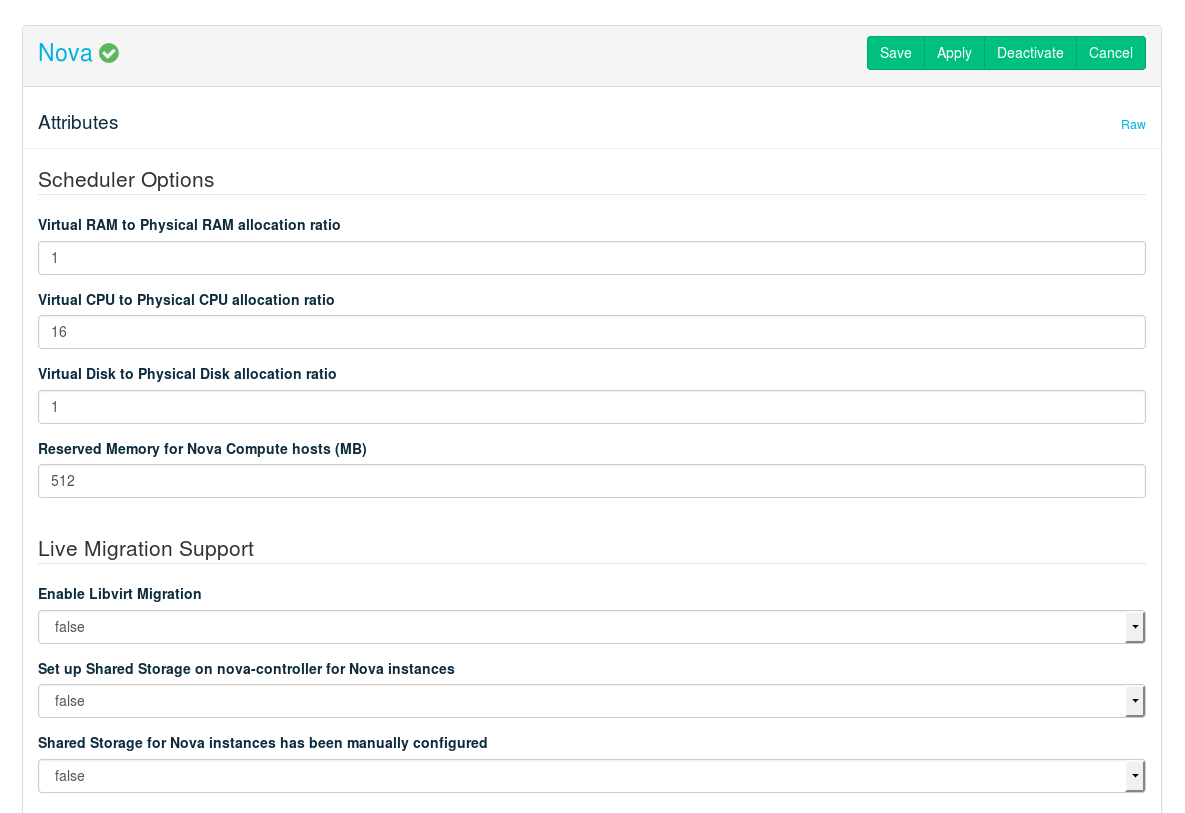 Nova
Save Apply Deactivate Cancel
Attributes
Raw
Scheduler Options
Virtual RAM to Physical RAM allocation ratio
1
Virtual CPU to Physical CPU allocation ratio
16
Virtual Disk to Physical Disk allocation ratio
1
Reserved Memory for Nova Compute hosts (MB)
512
Live Migration Support
Enable Libvirt Migration
false
Set up Shared Storage on nova-controller for Nova instances
false
Shared Storage for Nova instances has been manually configured
false